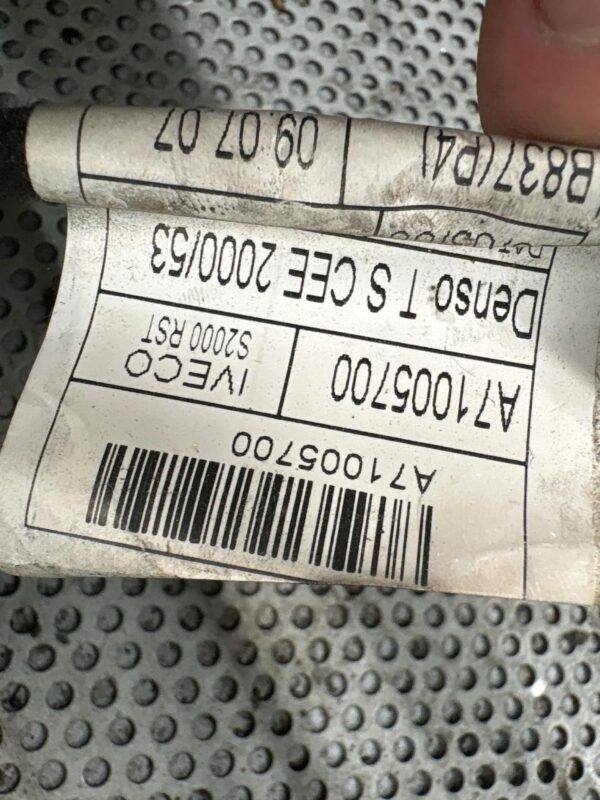 A71005700
A71005700
IVECO
S2000 RST
Denso T S CEE 2000/53
B837(P4)
09.07.07